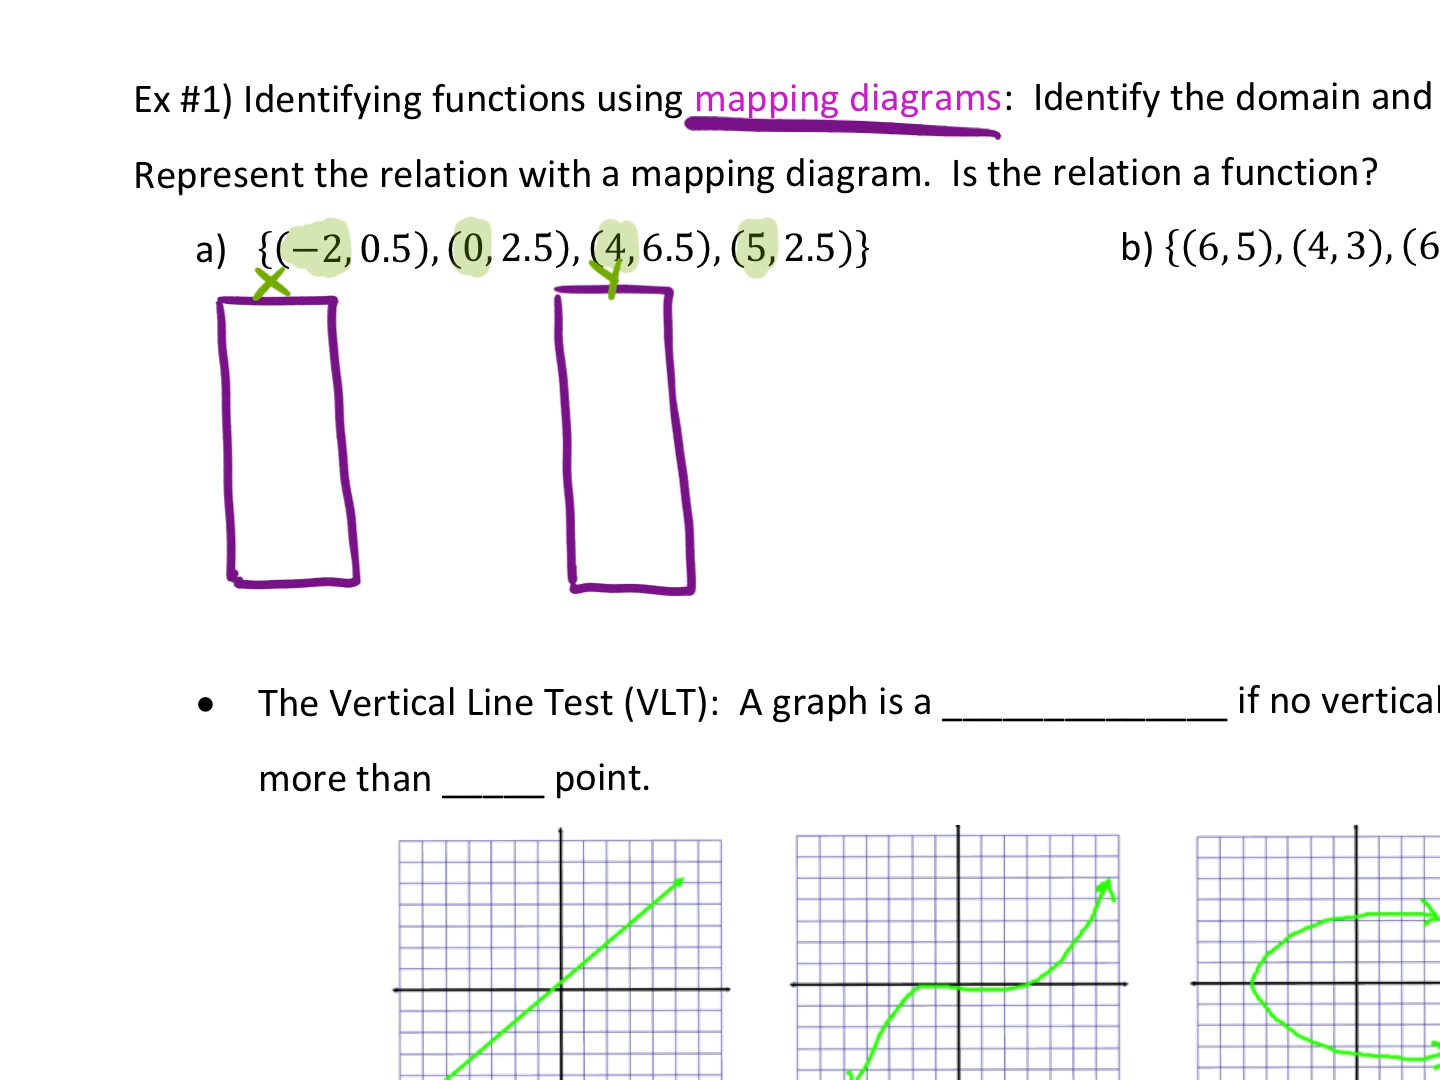 Ex #1) Identifying functions using mapping diagrams: Identify the domain and
Represent the relation with a mapping diagram. Is the relation a function?
a) {(−2, 0.5), (0, 2.5), (4, 6.5), (5, 2.5)} b) {(6, 5), (4, 3), (6
X Y
• The Vertical Line Test (VLT): A graph is a ______________ if no vertical
more than _____ point.